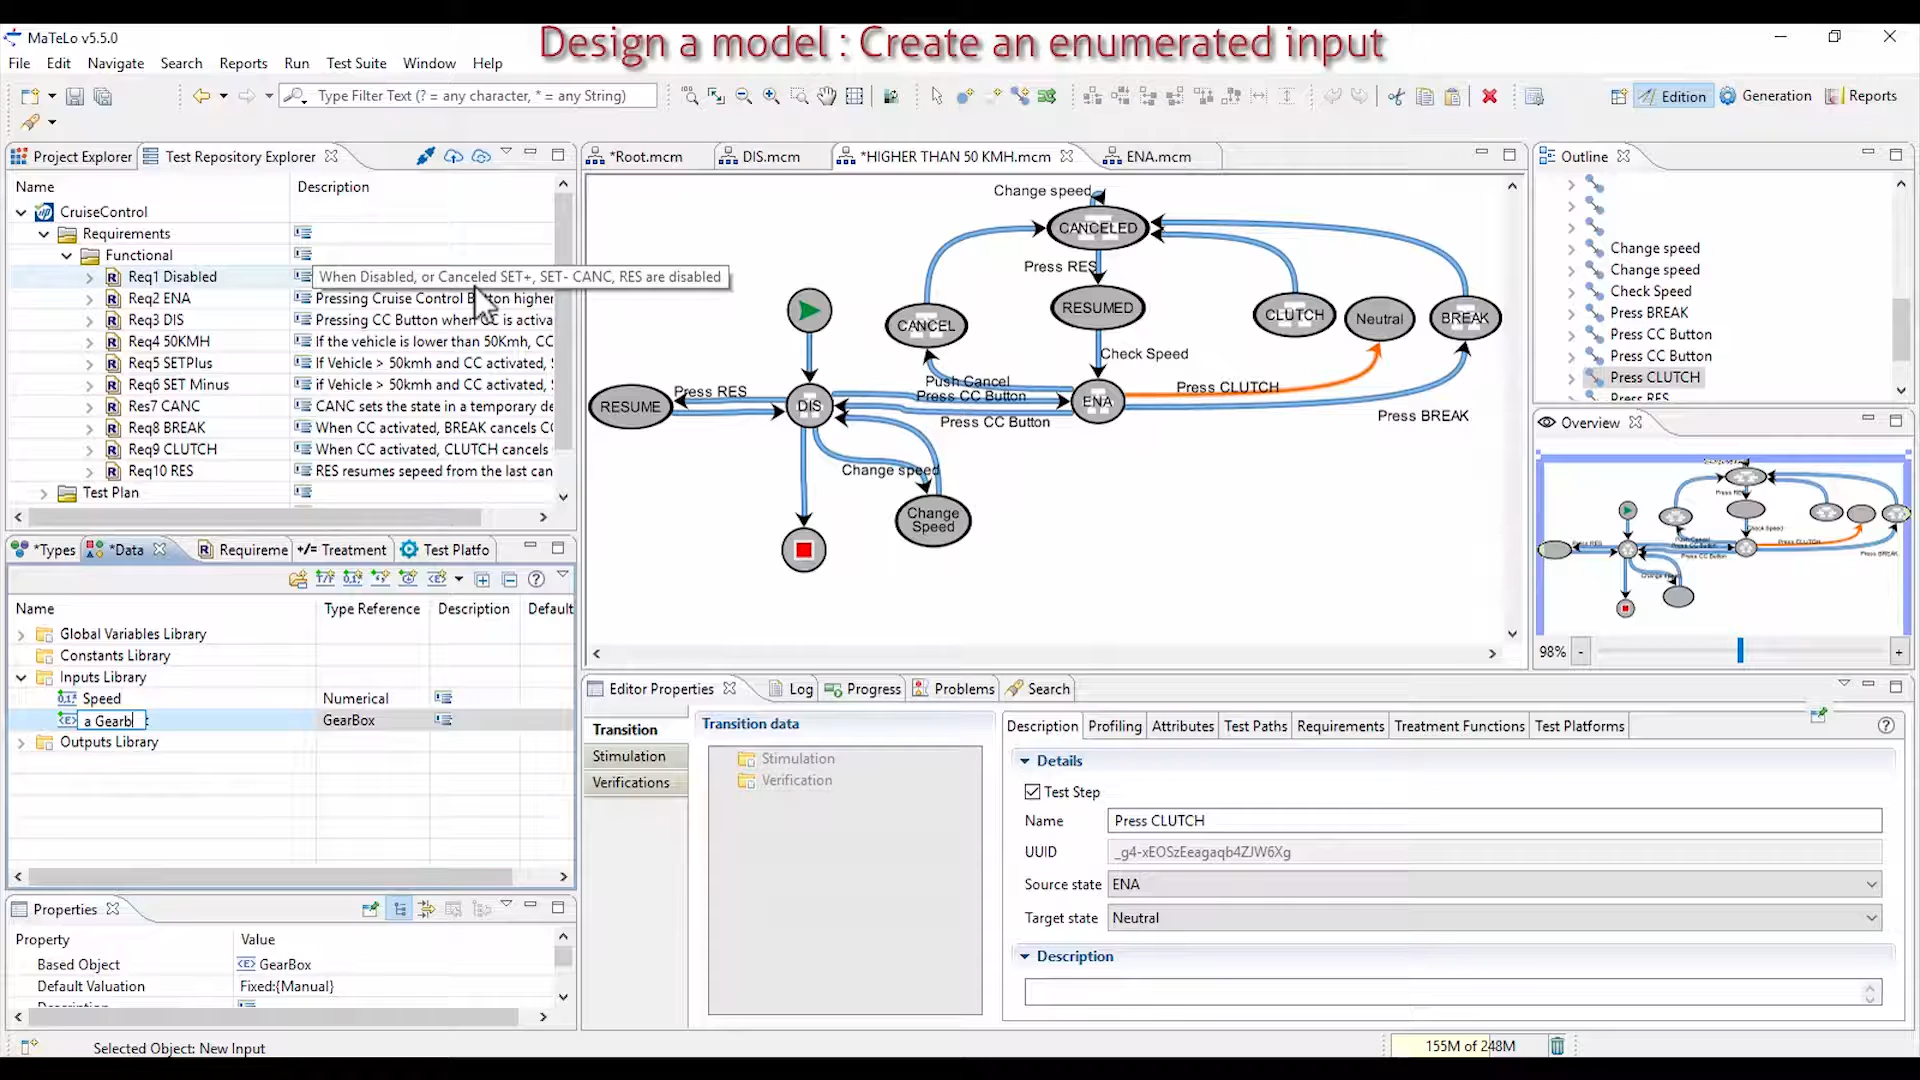 Design a model : Create an enumerated input
MaTeLo v5.5.0
File Edit Navigate Search Reports Run Test Suite Window Help
Type Filter Text (? = any character, * = any String)
Edition Generation Reports
Project Explorer Test Repository Explorer
Name Description
CruiseControl
Requirements
Functional
Req1 Disabled When Disabled, or Canceled SET+, SET- CANC, RES are disabled
Req2 ENA Pressing Cruise Control Button higher
Req3 DIS Pressing CC Button when CC is activa
Req4 50KMH If the vehicle is lower than 50Kmh, CC
Req5 SETPlus If Vehicle > 50kmh and CC activated, S
Req6 SET Minus If Vehicle > 50kmh and CC activated, S
Res7 CANC CANC sets the state in a temporary de
Req8 BREAK When CC activated, BREAK cancels CC
Req9 CLUTCH When CC activated, CLUTCH cancels
Req10 RES RES resumes sepeed from the last can
Test Plan
*Root.mcm DIS.mcm *HIGHER THAN 50 KMH.mcm ENA.mcm
Change speed
CANCELED
Press RES
RESUMED
CANCEL
CLUTCH
Neutral
BREAK
Check Speed
Push Cancel
Press CC Button
Press CC Button
Press CLUTCH
Press BREAK
RESUME
Press RES
DIS
ENA
Change speed
Change
Speed
Outline
Change speed
Change speed
Check Speed
Press BREAK
Press CC Button
Press CC Button
Press CLUTCH
Press RES
Overview
98% - +
*Types *Data Requireme +/= Treatment Test Platfo
Name Type Reference Description Default
Global Variables Library
Constants Library
Inputs Library
Speed Numerical
a Gearb GearBox
Outputs Library
Properties
Property Value
Based Object GearBox
Default Valuation Fixed:{Manual}
Editor Properties Log Progress Problems Search
Transition
Stimulation
Verifications
Transition data
Stimulation
Verification
Description Profiling Attributes Test Paths Requirements Treatment Functions Test Platforms
Details
Test Step
Name Press CLUTCH
UUID _g4-xEOSzEeagaqb4ZJW6Xg
Source state ENA
Target state Neutral
Description
Selected Object: New Input
155M of 248M